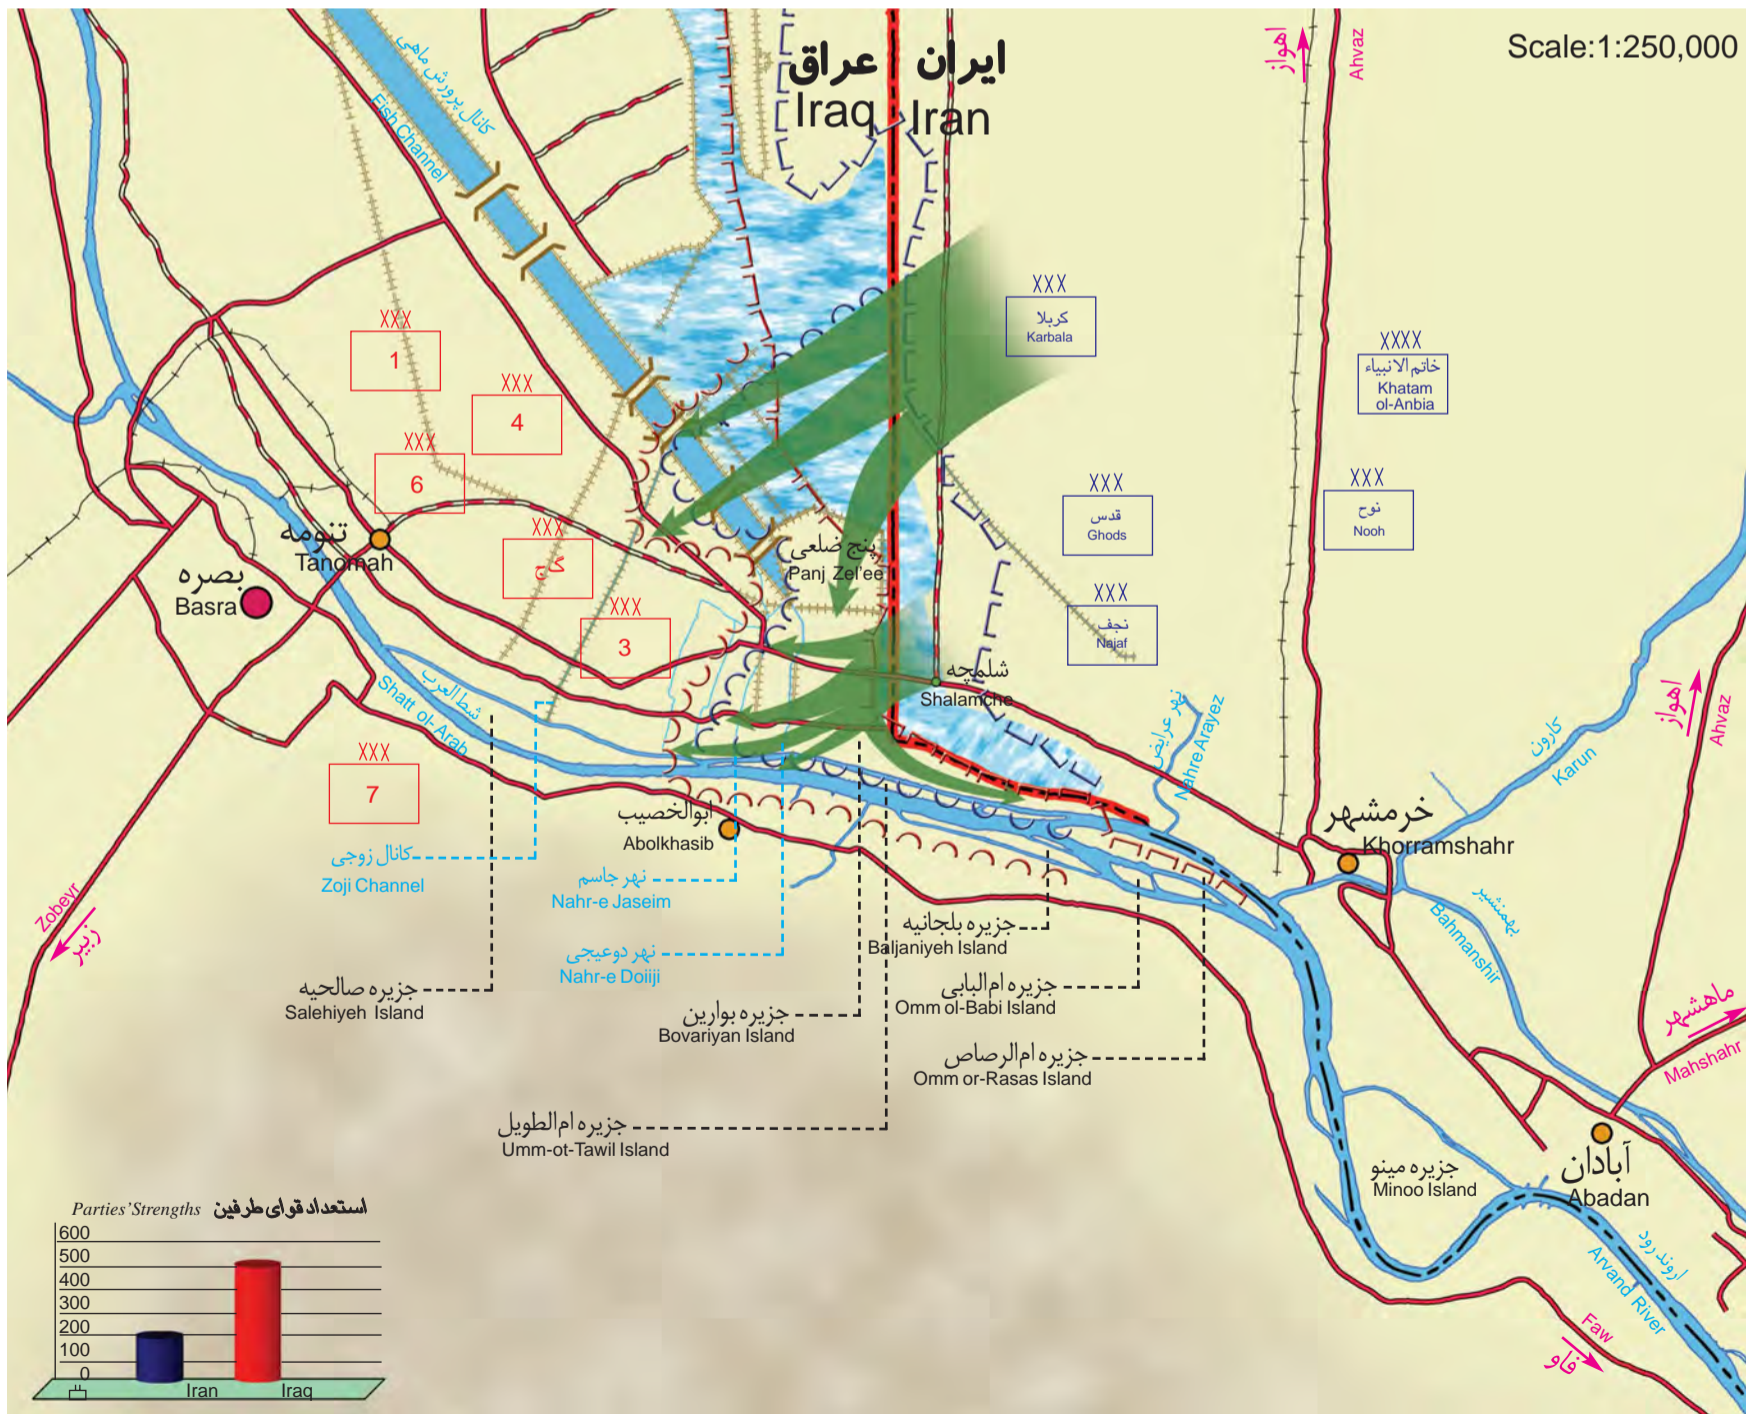 Scale:1:250,000
ایران
Iran
عراق
Iraq
اهواز
Ahvaz
کانال پرورش ماهی
Fish Channel
XXX
کربلا
Karbala
XXXX
خاتم الانبیاء
Khatam
ol-Anbia
XXX
1
XXX
4
XXX
6
XXX
قدس
Ghods
XXX
نوح
Nooh
XXX
گاج
XXX
3
XXX
نجف
Najaf
تنومه
Tanomah
بصره
Basra
پنج ضلعی
Panj Zel'ee
شلمچه
Shalamche
شط العرب
Shatt ol-Arab
نهر عرایض
Nahre Arayez
کارون
Karun
اهواز
Ahvaz
XXX
7
ابوالخصیب
Abolkhasib
خرمشهر
Khorramshahr
کانال زوجی
Zoji Channel
نهر جاسم
Nahr-e Jaseim
نهر دوعیجی
Nahr-e Doiiji
Zobeyr
زبیر
بهمنشیر
Bahmanshir
جزیره بلجانیه
Baljaniyeh Island
جزیره صالحیه
Salehiyeh Island
جزیره ام‌البابی
Omm ol-Babi Island
جزیره بوارین
Bovariyan Island
ماهشهر
Mahshahr
جزیره ام‌الرصاص
Omm or-Rasas Island
جزیره ام‌الطویل
Umm-ot-Tawil Island
جزیره مینو
Minoo Island
آبادان
Abadan
اروند رود
Arvand River
Faw
فاو
Parties'Strengths استعداد قوای طرفین
600
500
400
300
200
100
0
Iran
Iraq